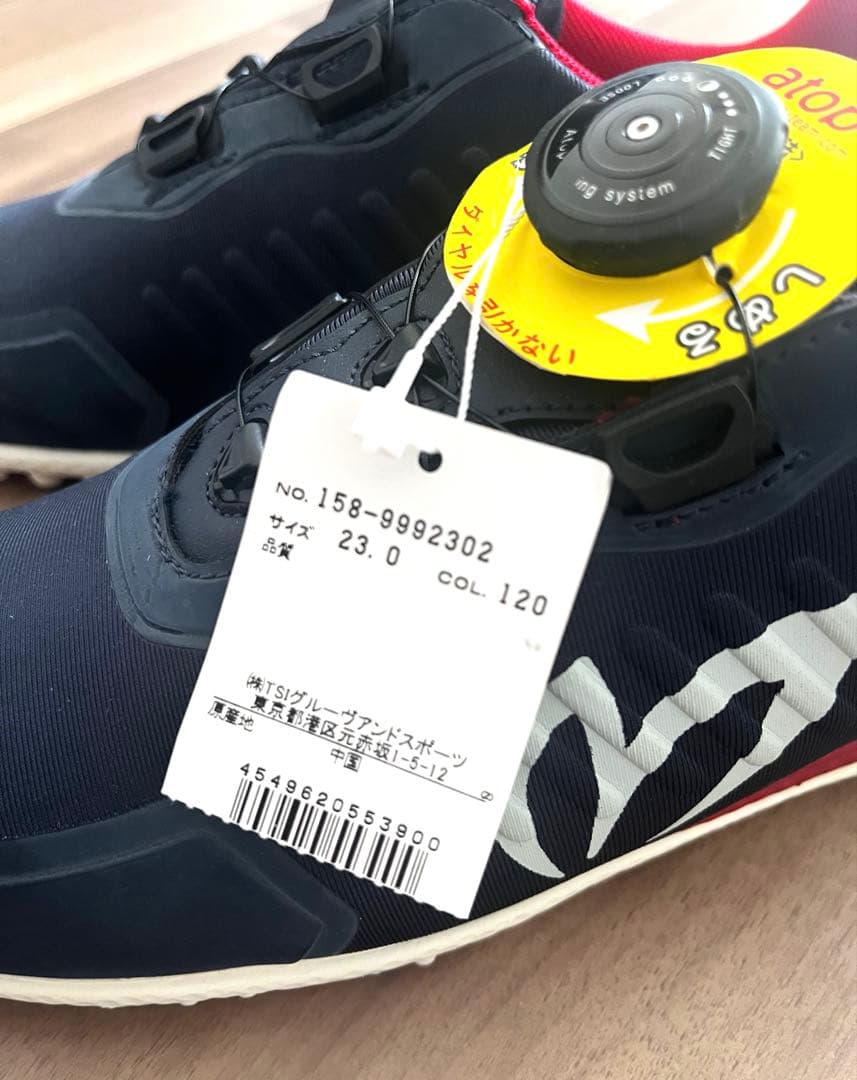 atop
LOOSE
TIGHT
ing system
ダイヤルを引かない
しめる
No. 158-9992302
サイズ 23.0
品質
COL. 120
㈱TSIグルーヴアンドスポーツ
東京都港区元赤坂1-5-12
原産地 中国
4549620553900